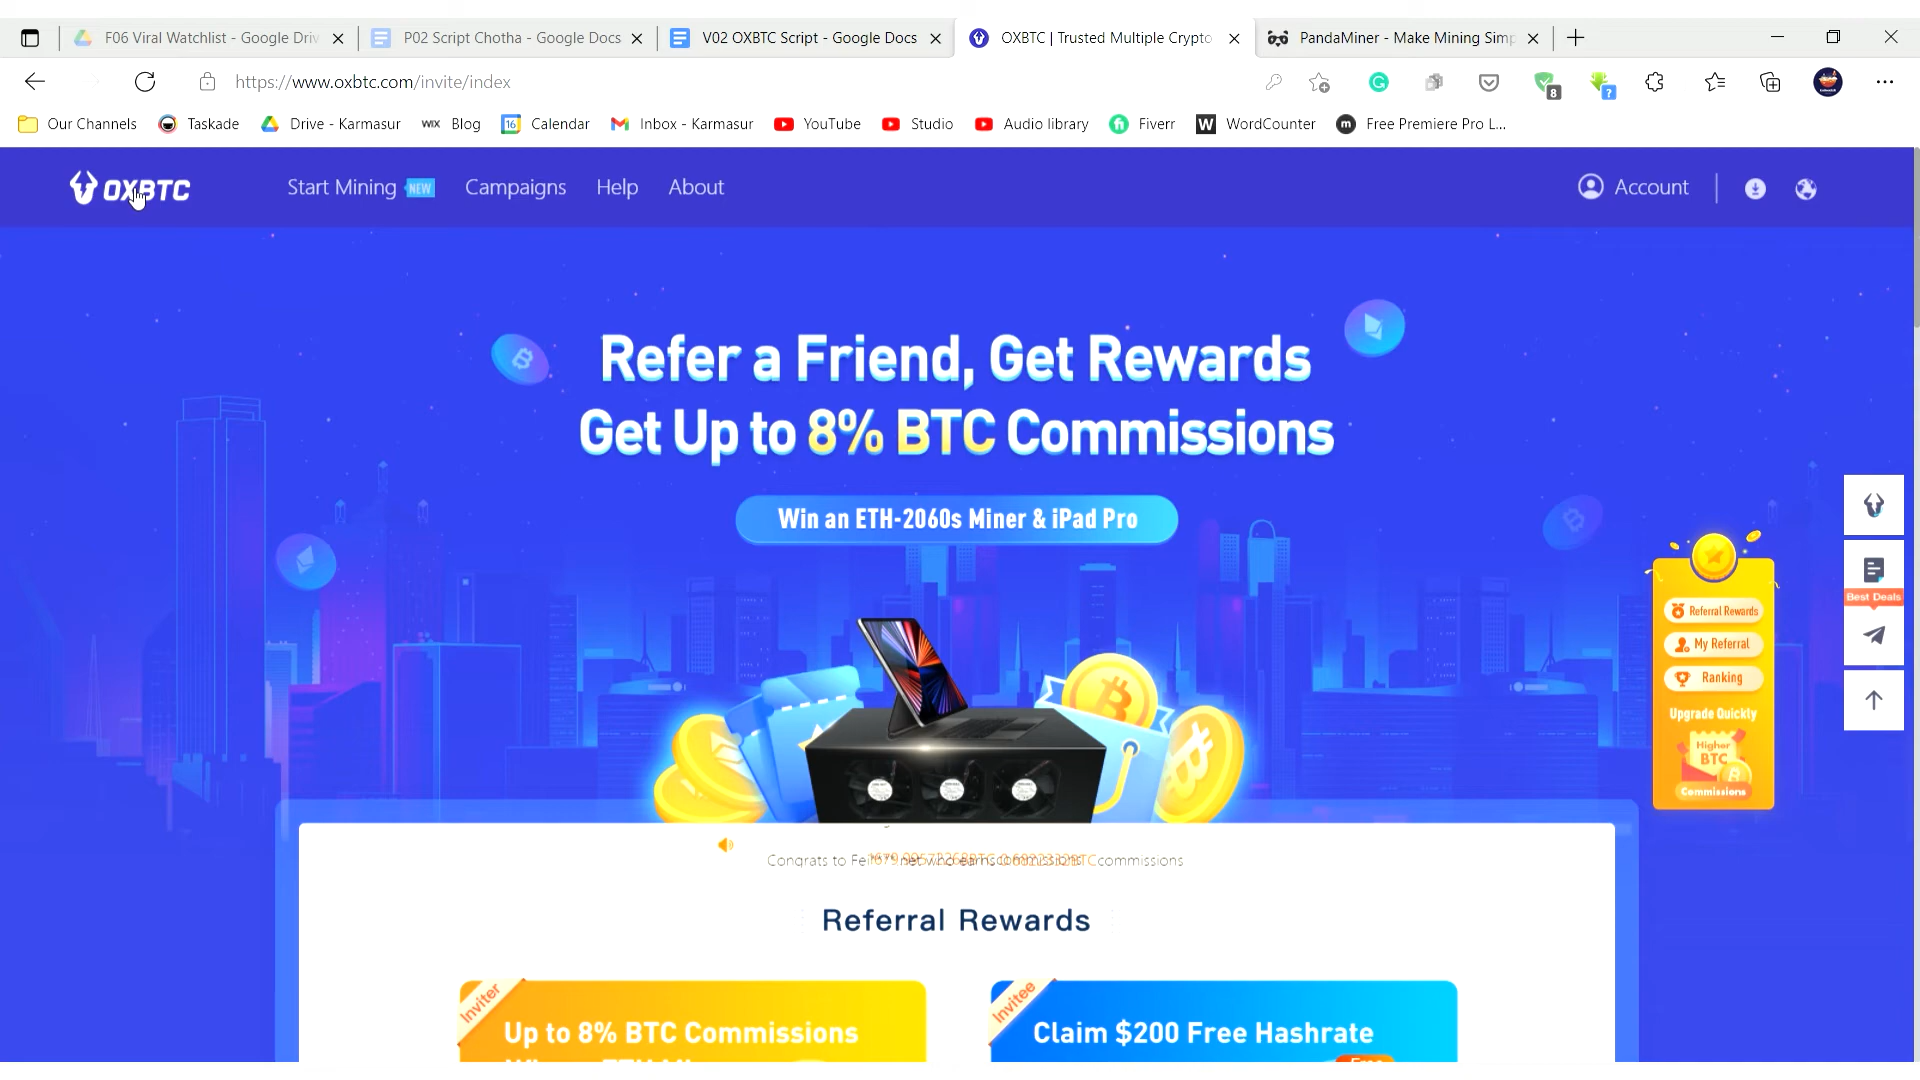 F06 Viral Watchlist - Google Driv
P02 Script Chotha - Google Docs
V02 OXBTC Script - Google Docs
OXBTC | Trusted Multiple Crypto
PandaMiner - Make Mining Simp
https://www.oxbtc.com/invite/index
8
?
Our Channels
Taskade
Drive - Karmasur
WIX Blog
16 Calendar
Inbox - Karmasur
YouTube
Studio
Audio library
Fiverr
W WordCounter
m Free Premiere Pro L...
OXBTC
Start Mining NEW
Campaigns
Help
About
Account
Refer a Friend, Get Rewards
Get Up to 8% BTC Commissions
Win an ETH-2060s Miner & iPad Pro
Best Deals
Referral Rewards
My Referral
Ranking
Upgrade Quickly
Higher
BTC
Commissions
Congrats to Fei
commissions
Referral Rewards
Inviter
Up to 8% BTC Commissions
Invitee
Claim $200 Free Hashrate